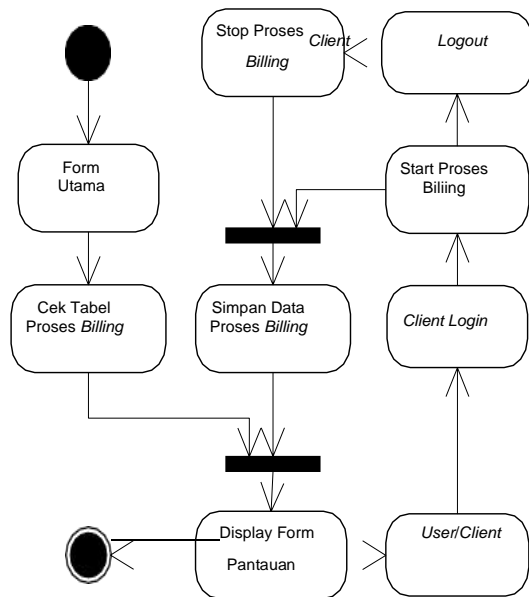 Stop Proses
Billing
Client
Logout
Form
Utama
Start Proses
Biliing
Cek Tabel
Proses Billing
Simpan Data
Proses Billing
Client Login
Display Form
Pantauan
User/Client